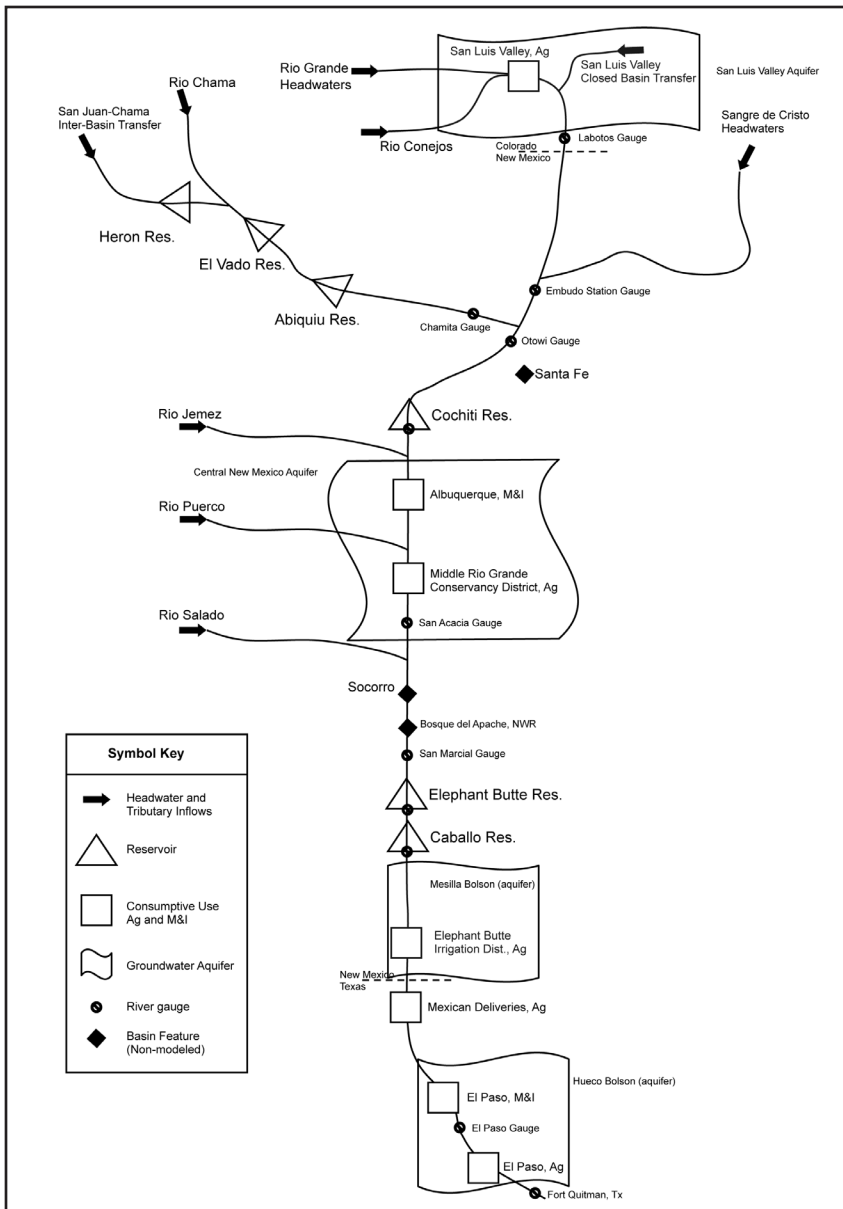 San Luis Valley, Ag
Rio Grande
Headwaters
San Luis Valley
Closed Basin Transfer
San Luis Valley Aquifer
Rio Chama
San Juan-Chama
Inter-Basin Transfer
Rio Conejos
Labotos Gauge
Colorado
New Mexico
Sangre de Cristo
Headwaters
Heron Res.
El Vado Res.
Abiquiu Res.
Embudo Station Gauge
Chamita Gauge
Otowi Gauge
Santa Fe
Cochiti Res.
Rio Jemez
Central New Mexico Aquifer
Albuquerque, M&I
Rio Puerco
Middle Rio Grande
Conservancy District, Ag
Rio Salado
San Acacia Gauge
Socorro
Bosque del Apache, NWR
San Marcial Gauge
Elephant Butte Res.
Caballo Res.
Mesilla Bolson (aquifer)
Elephant Butte
Irrigation Dist., Ag
New Mexico
Texas
Mexican Deliveries, Ag
Hueco Bolson (aquifer)
El Paso, M&I
El Paso Gauge
El Paso, Ag
Fort Quitman, Tx
Symbol Key
Headwater and
Tributary Inflows
Reservoir
Consumptive Use
Ag and M&I
Groundwater Aquifer
River gauge
Basin Feature
(Non-modeled)